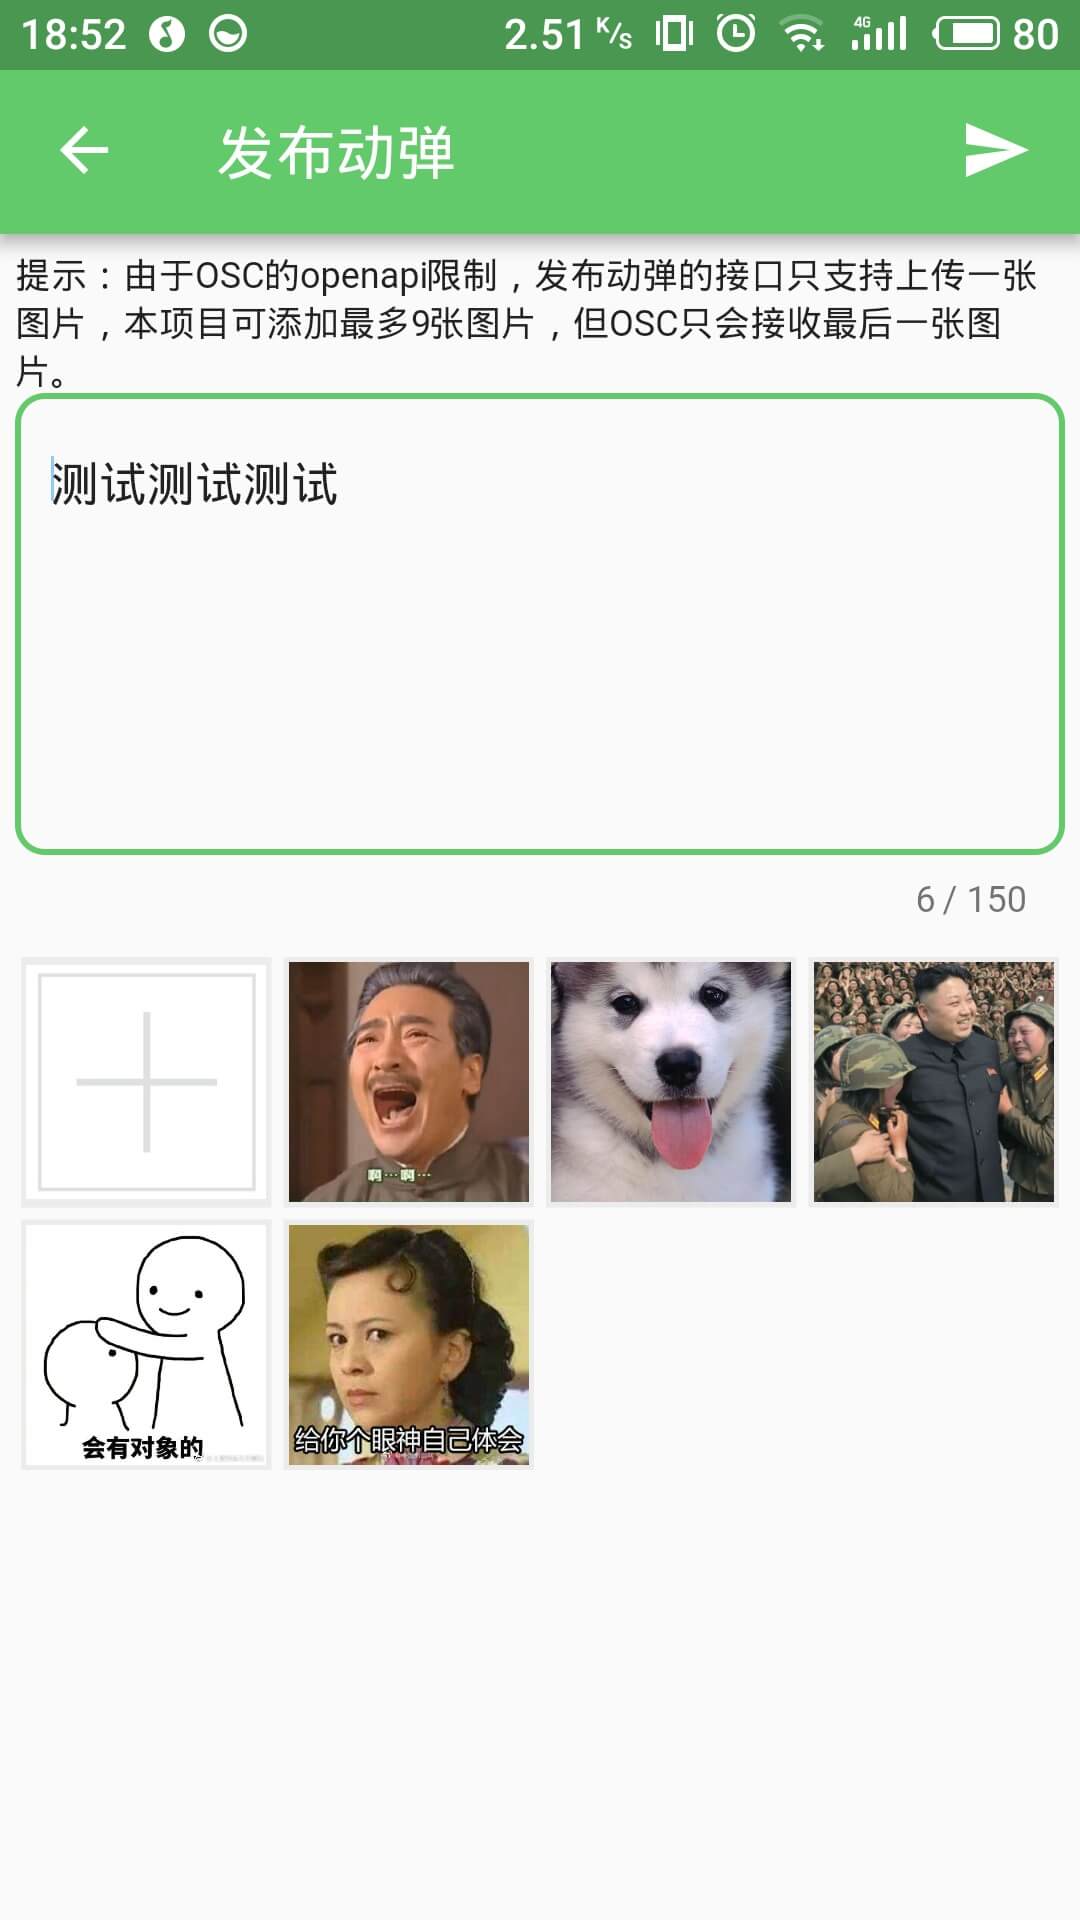 18:52 2.51 K/s 4G 80
发布动弹
提示：由于OSC的openapi限制，发布动弹的接口只支持上传一张
图片，本项目可添加最多9张图片，但OSC只会接收最后一张图
片。
测试测试测试
6 / 150
啊…啊…
会有对象的
给你个眼神自己体会